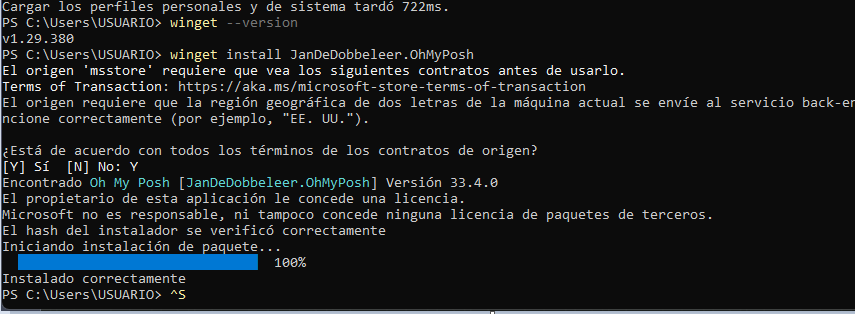 Cargar los perfiles personales y de sistema tardó 722ms.
PS C:\Users\USUARIO> winget --version
v1.29.380
PS C:\Users\USUARIO> winget install JanDeDobbeleer.OhMyPosh
El origen 'msstore' requiere que vea los siguientes contratos antes de usarlo.
Terms of Transaction: https://aka.ms/microsoft-store-terms-of-transaction
El origen requiere que la región geográfica de dos letras de la máquina actual se envíe al servicio back-en
ncione correctamente (por ejemplo, "EE. UU.").
¿Está de acuerdo con todos los términos de los contratos de origen?
[Y] Sí  [N] No: Y
Encontrado Oh My Posh [JanDeDobbeleer.OhMyPosh] Versión 33.4.0
El propietario de esta aplicación le concede una licencia.
Microsoft no es responsable, ni tampoco concede ninguna licencia de paquetes de terceros.
El hash del instalador se verificó correctamente
Iniciando instalación de paquete...
100%
Instalado correctamente
PS C:\Users\USUARIO> ^S